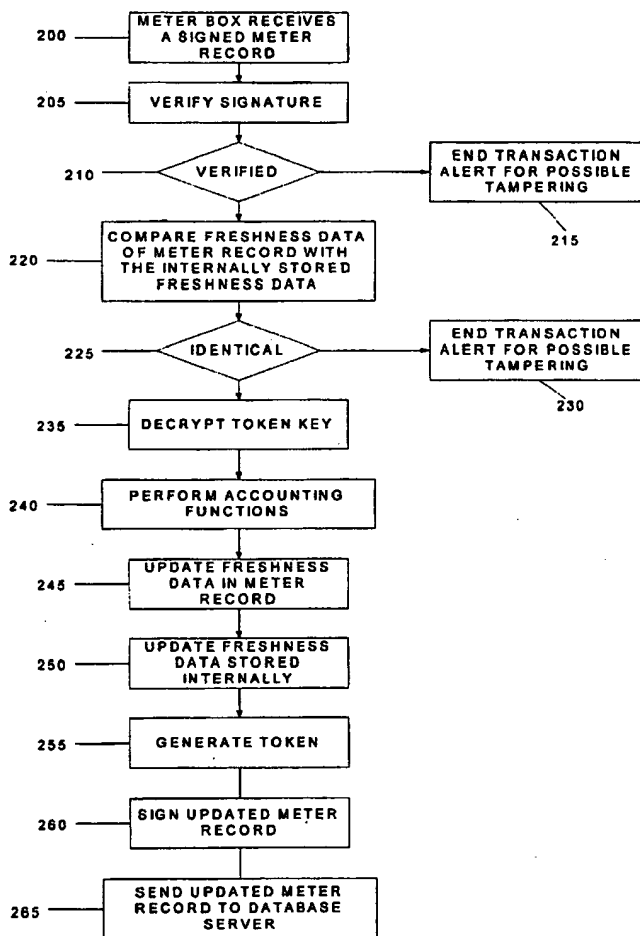 200
METER BOX RECEIVES
A SIGNED METER
RECORD
205
VERIFY SIGNATURE
210
VERIFIED
END TRANSACTION
ALERT FOR POSSIBLE
TAMPERING
215
220
COMPARE FRESHNESS DATA
OF METER RECORD WITH
THE INTERNALLY STORED
FRESHNESS DATA
225
IDENTICAL
END TRANSACTION
ALERT FOR POSSIBLE
TAMPERING
230
235
DECRYPT TOKEN KEY
240
PERFORM ACCOUNTING
FUNCTIONS
245
UPDATE FRESHNESS
DATA IN METER
RECORD
250
UPDATE FRESHNESS
DATA STORED
INTERNALLY
255
GENERATE TOKEN
260
SIGN UPDATED METER
RECORD
265
SEND UPDATED METER
RECORD TO DATABASE
SERVER